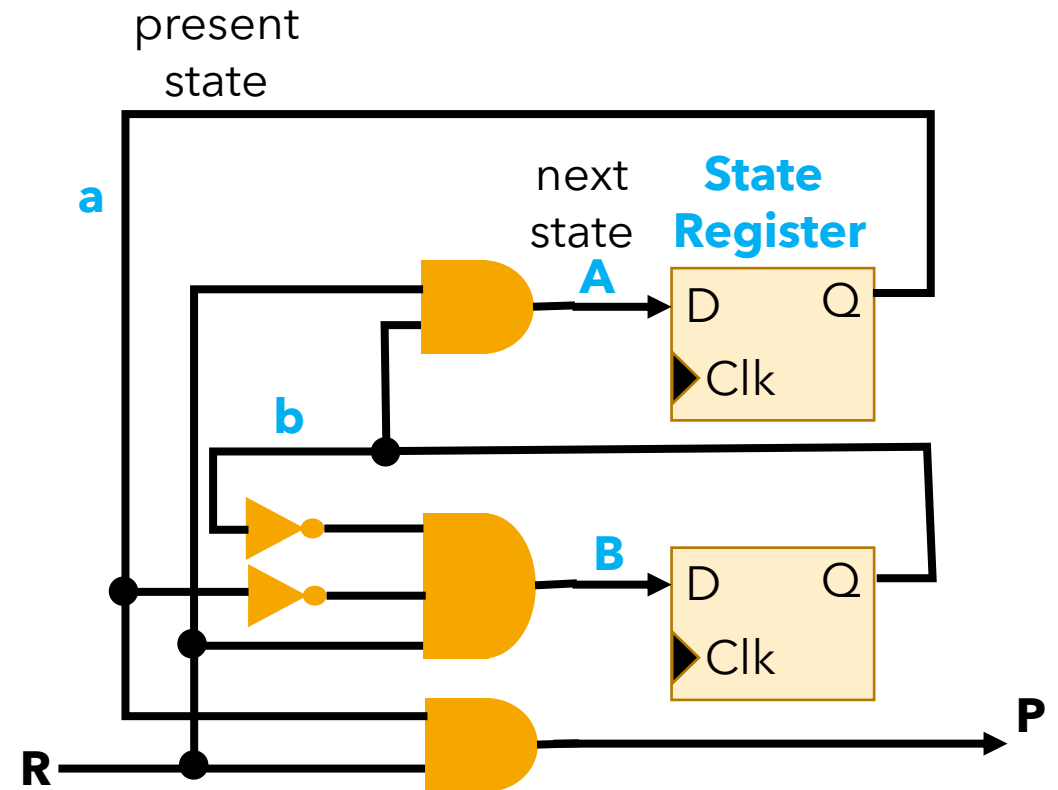 present
state
a
next
state
State
Register
A
D
Q
Clk
b
B
D
Q
Clk
P
R